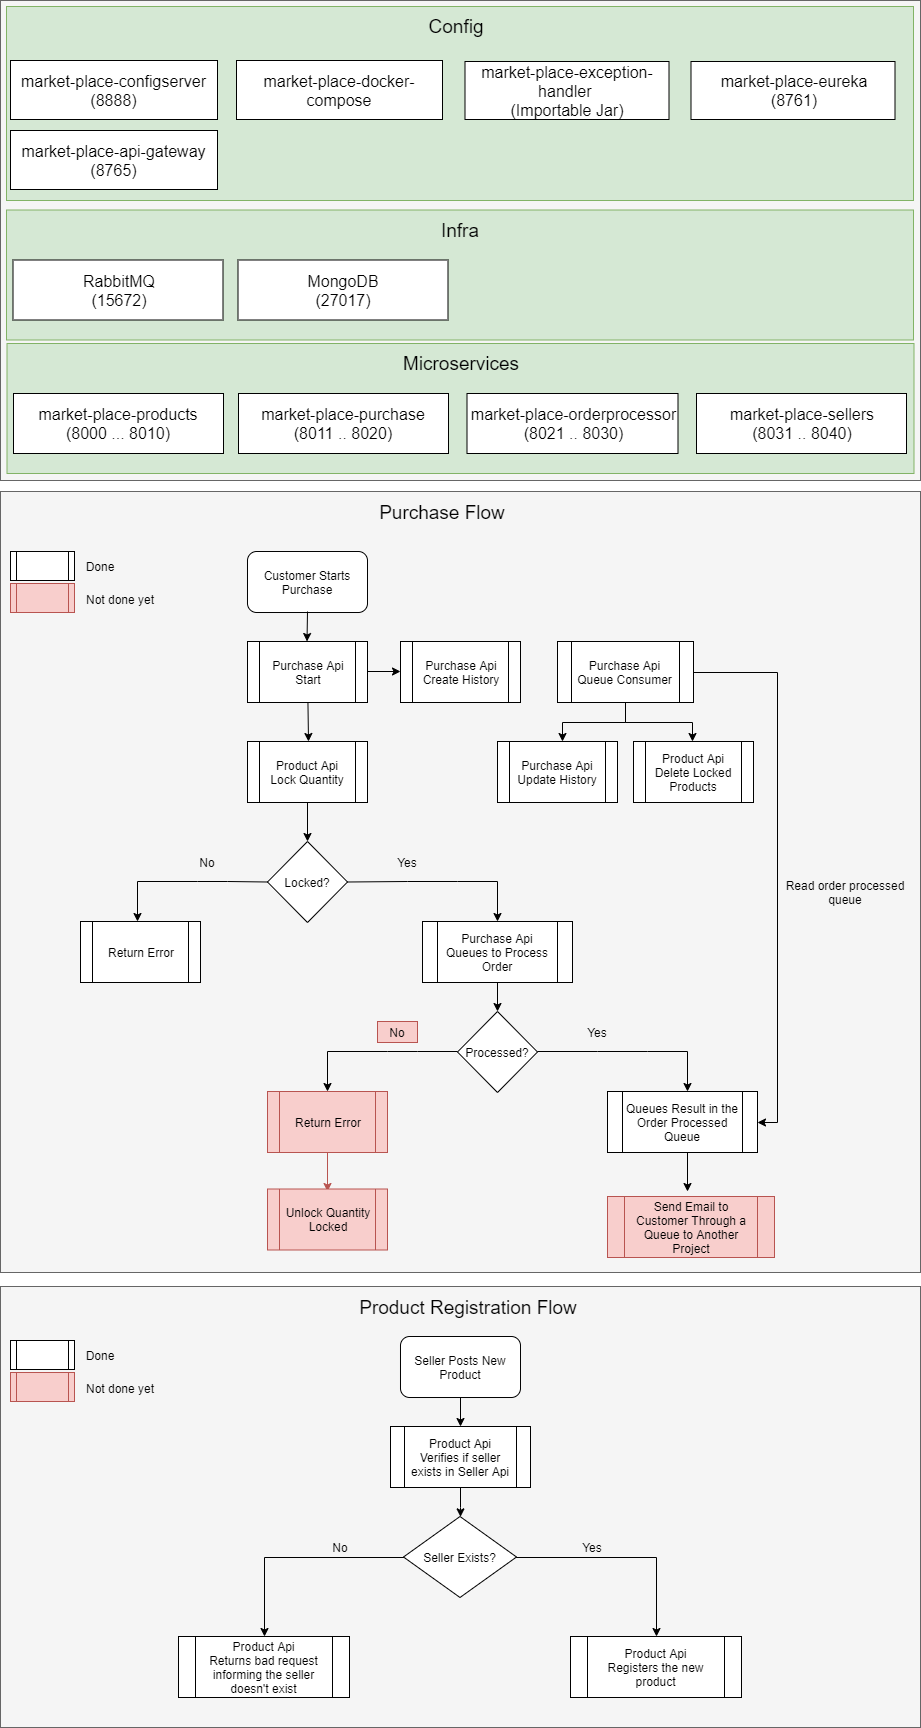 Config
market-place-configserver
(8888)
market-place-docker-
compose
market-place-exception-
handler
(Importable Jar)
market-place-eureka
(8761)
market-place-api-gateway
(8765)
Infra
RabbitMQ
(15672)
MongoDB
(27017)
Microservices
market-place-products
(8000 ... 8010)
market-place-purchase
(8011 .. 8020)
market-place-orderprocessor
(8021 .. 8030)
market-place-sellers
(8031 .. 8040)
Purchase Flow
Done
Not done yet
Customer Starts
Purchase
Purchase Api
Start
Purchase Api
Create History
Purchase Api
Queue Consumer
Product Api
Lock Quantity
Purchase Api
Update History
Product Api
Delete Locked
Products
No
Locked?
Yes
Read order processed
queue
Return Error
Purchase Api
Queues to Process
Order
No
Processed?
Yes
Return Error
Queues Result in the
Order Processed
Queue
Unlock Quantity
Locked
Send Email to
Customer Through a
Queue to Another
Project
Product Registration Flow
Done
Not done yet
Seller Posts New
Product
Product Api
Verifies if seller
exists in Seller Api
No
Seller Exists?
Yes
Product Api
Returns bad request
informing the seller
doesn't exist
Product Api
Registers the new
product